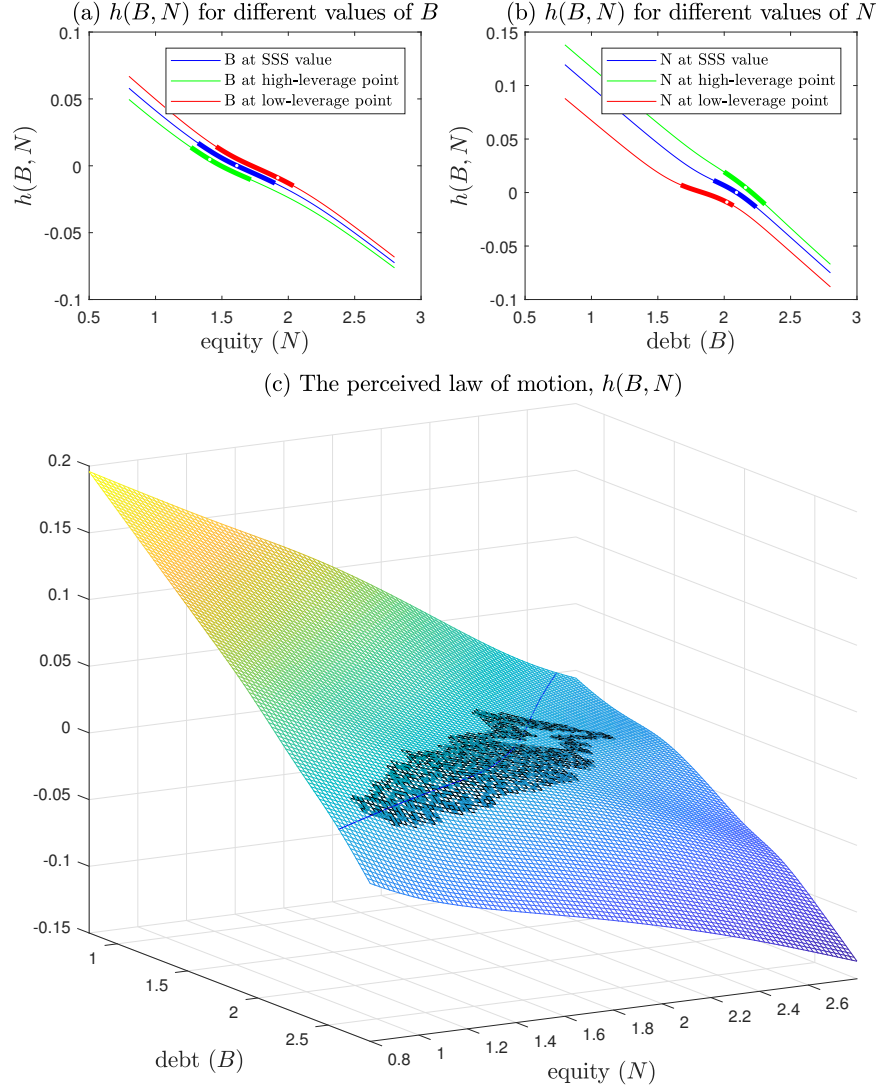 (a) h(B, N) for different values of B
0.1
0.05
0
-0.05
-0.1
h(B, N)
B at SSS value
B at high-leverage point
B at low-leverage point
0.5 1 1.5 2 2.5 3
equity (N)
(b) h(B, N) for different values of N
0.15
0.1
0.05
0
-0.05
-0.1
h(B, N)
N at SSS value
N at high-leverage point
N at low-leverage point
0.5 1 1.5 2 2.5 3
debt (B)
(c) The perceived law of motion, h(B, N)
0.2
0.15
0.1
0.05
0
-0.05
-0.1
-0.15
1 1.5 2 2.5
debt (B)
0.8 1 1.2 1.4 1.6 1.8 2 2.2 2.4 2.6
equity (N)